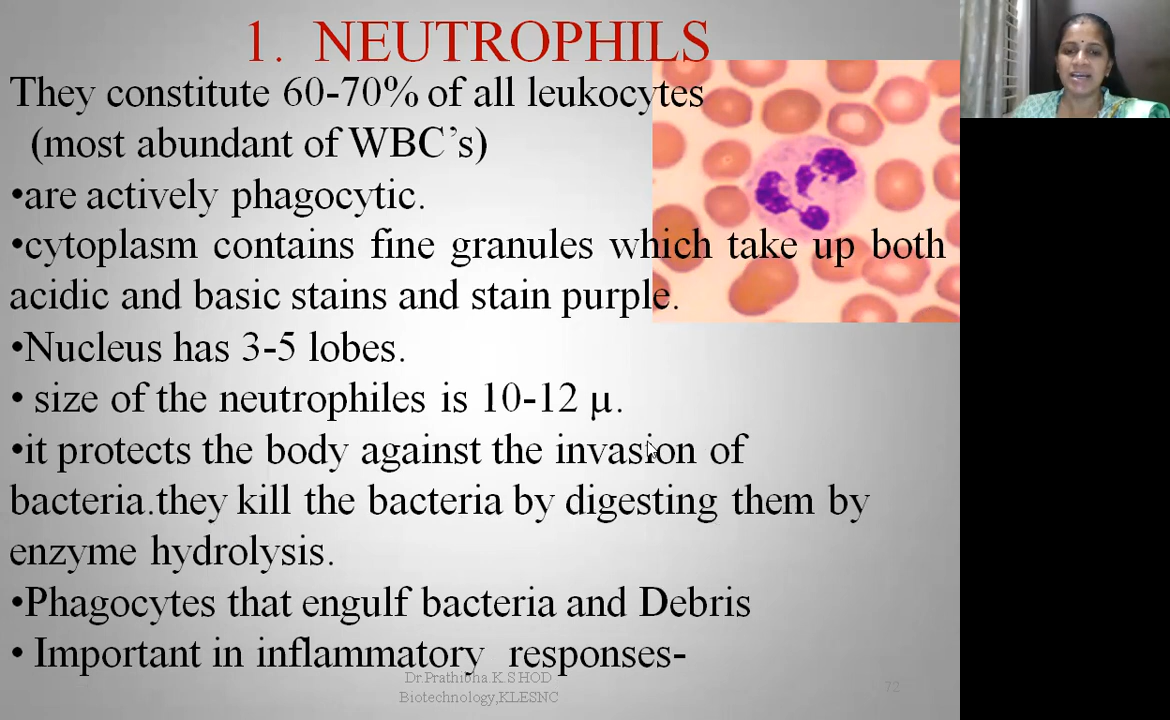 1. NEUTROPHILS
They constitute 60-70% of all leukocytes
(most abundant of WBC’s)
•are actively phagocytic.
•cytoplasm contains fine granules which take up both
acidic and basic stains and stain purple.
•Nucleus has 3-5 lobes.
• size of the neutrophiles is 10-12 µ.
•it protects the body against the invasion of
bacteria.they kill the bacteria by digesting them by
enzyme hydrolysis.
•Phagocytes that engulf bacteria and Debris
• Important in inflammatory responses-
Dr.Prathibha.K.S HOD
Biotechnology,KLESNC
72